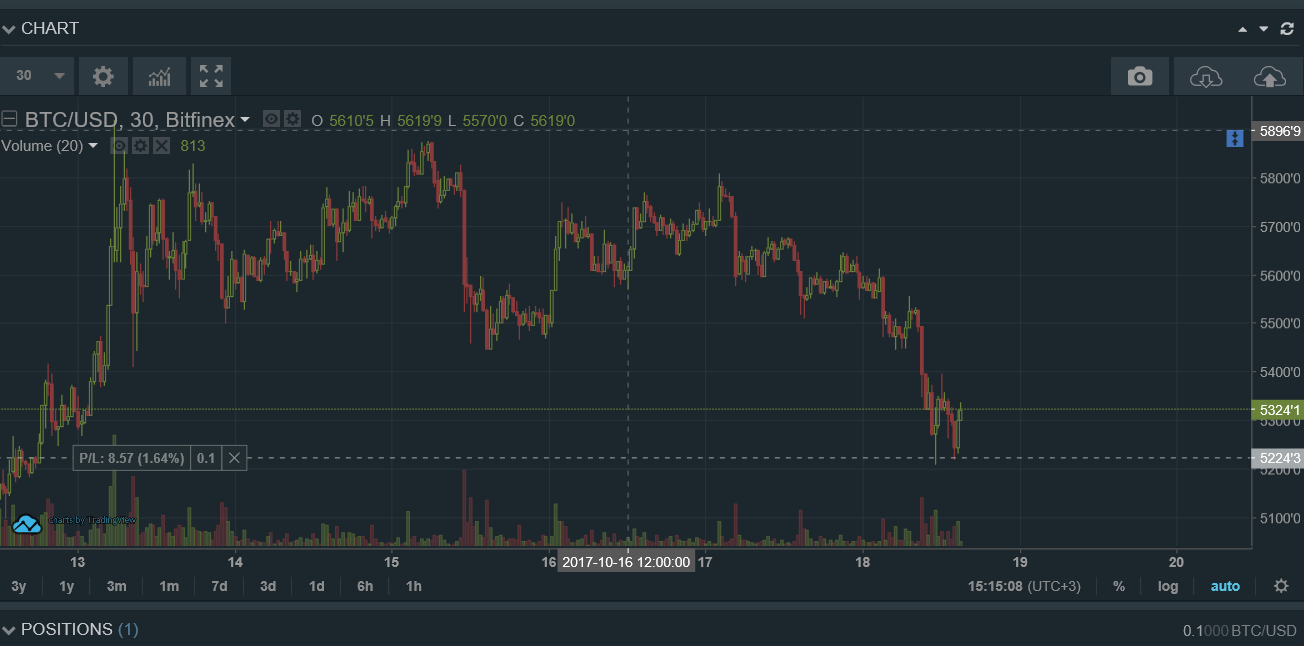 CHART
30
BTC/USD, 30, Bitfinex O 5610'5 H 5619'9 L 5570'0 C 5619'0
5896'9
Volume (20) 813
5800'0
5700'0
5600'0
5500'0
5400'0
5324'1
5300'0
P/L: 8.57 (1.64%) 0.1
5224'3
5200'0
charts by TradingView
5100'0
13 14 15 16 2017-10-16 12:00:00 17 18 19 20
3y 1y 3m 1m 7d 3d 1d 6h 1h 15:15:08 (UTC+3) % log auto
POSITIONS (1) 0.1000 BTC/USD